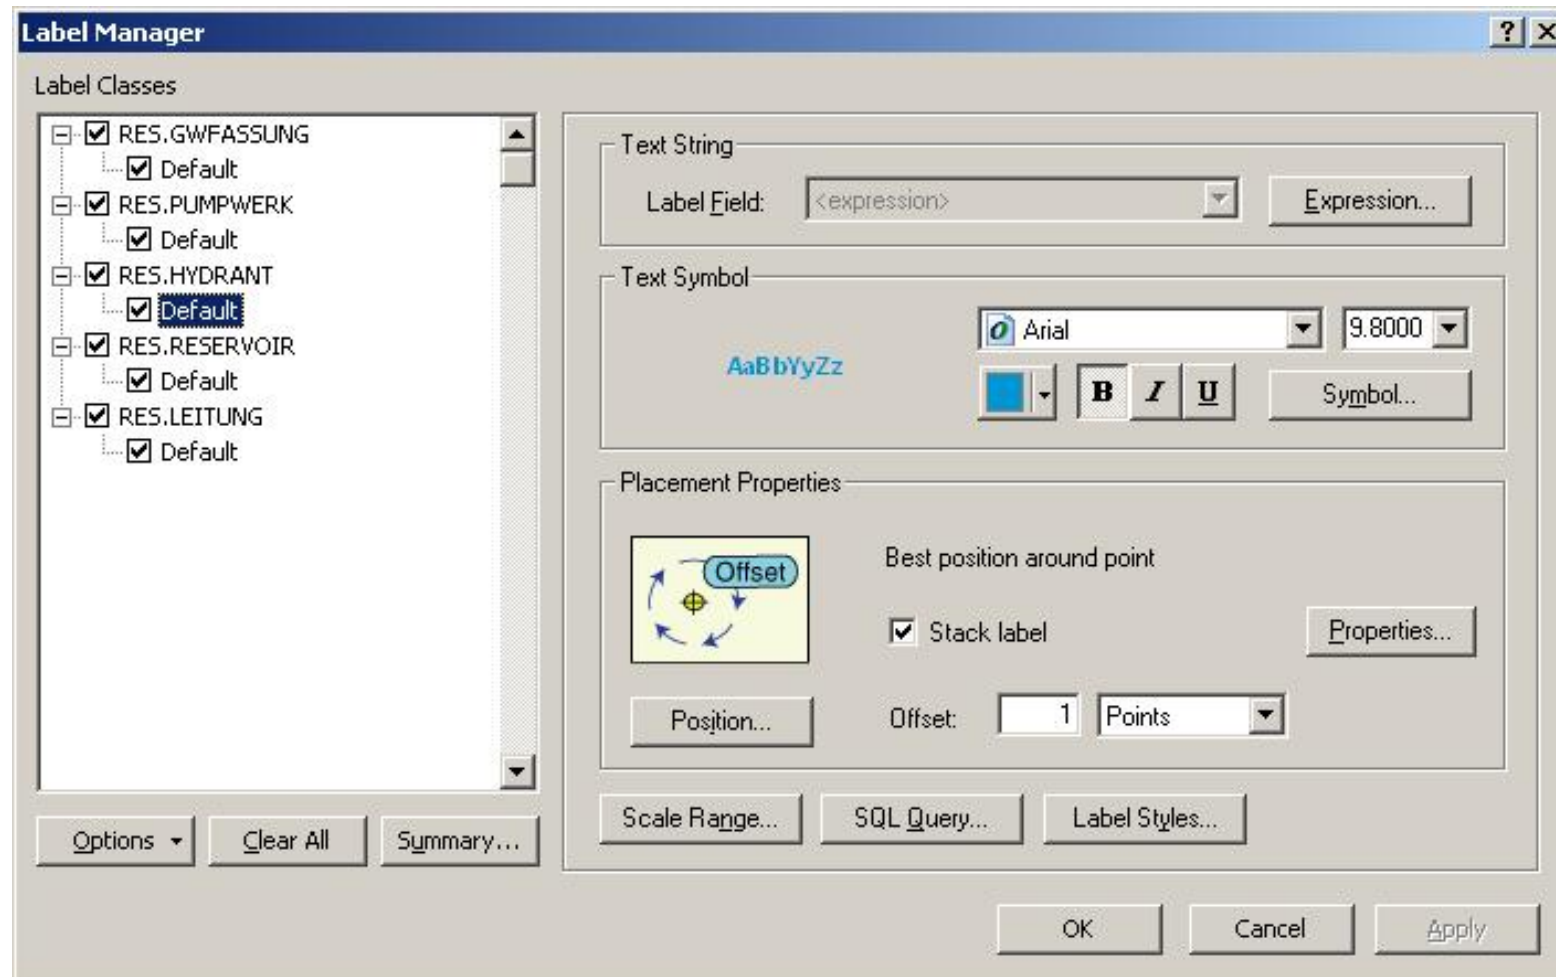 Label Manager
Label Classes
RES.GWFASSUNG
Default
RES.PUMPWERK
Default
RES.HYDRANT
Default
RES.RESERVOIR
Default
RES.LEITUNG
Default
Options
Clear All
Summary...
Text String
Label Field:
<expression>
Expression...
Text Symbol
AaBbYyZz
Arial
9.8000
B I U
Symbol...
Placement Properties
Offset
Best position around point
Stack label
Properties...
Position...
Offset: 1 Points
Scale Range... SQL Query... Label Styles...
OK Cancel Apply